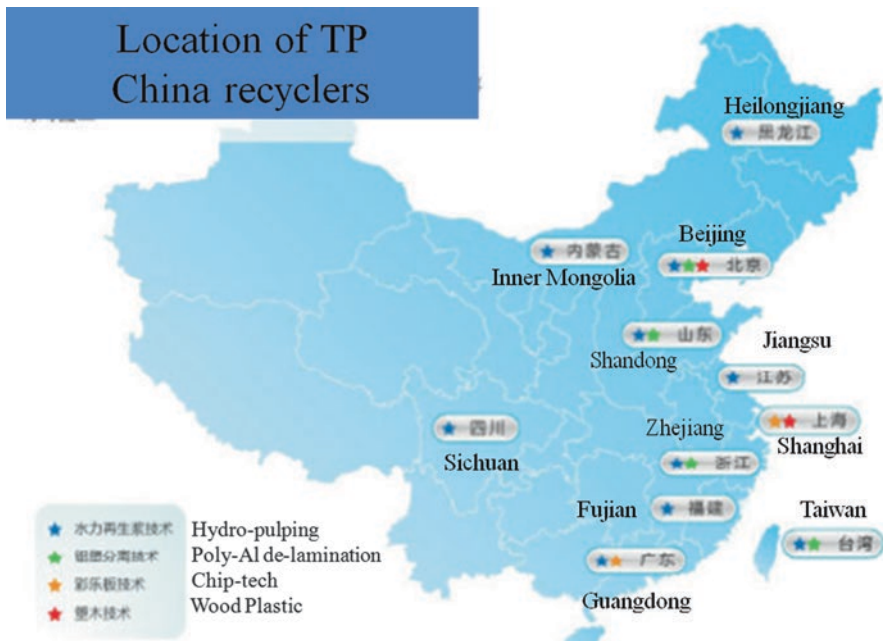 Location of TP
China recyclers
Heilongjiang
黑龙江
Beijing
北京
内蒙古
Inner Mongolia
山东
Shandong
Jiangsu
江苏
上海
Shanghai
四川
Sichuan
Zhejiang
浙江
Fujian
福建
Taiwan
台湾
广东
Guangdong
水力再生浆技术 Hydro-pulping
铝塑分离技术 Poly-Al de-lamination
彩乐板技术 Chip-tech
塑木技术 Wood Plastic